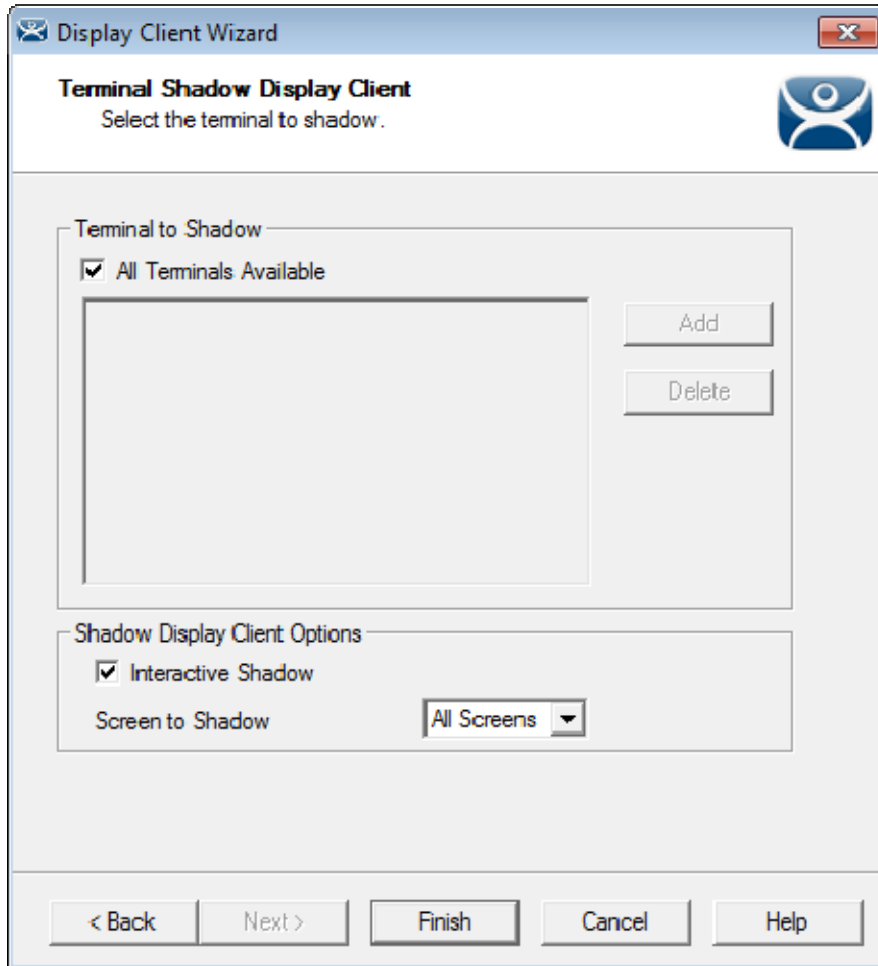 Display Client Wizard
Terminal Shadow Display Client
Select the terminal to shadow.
Terminal to Shadow
All Terminals Available
Add
Delete
Shadow Display Client Options
Interactive Shadow
Screen to Shadow All Screens
< Back Next > Finish Cancel Help